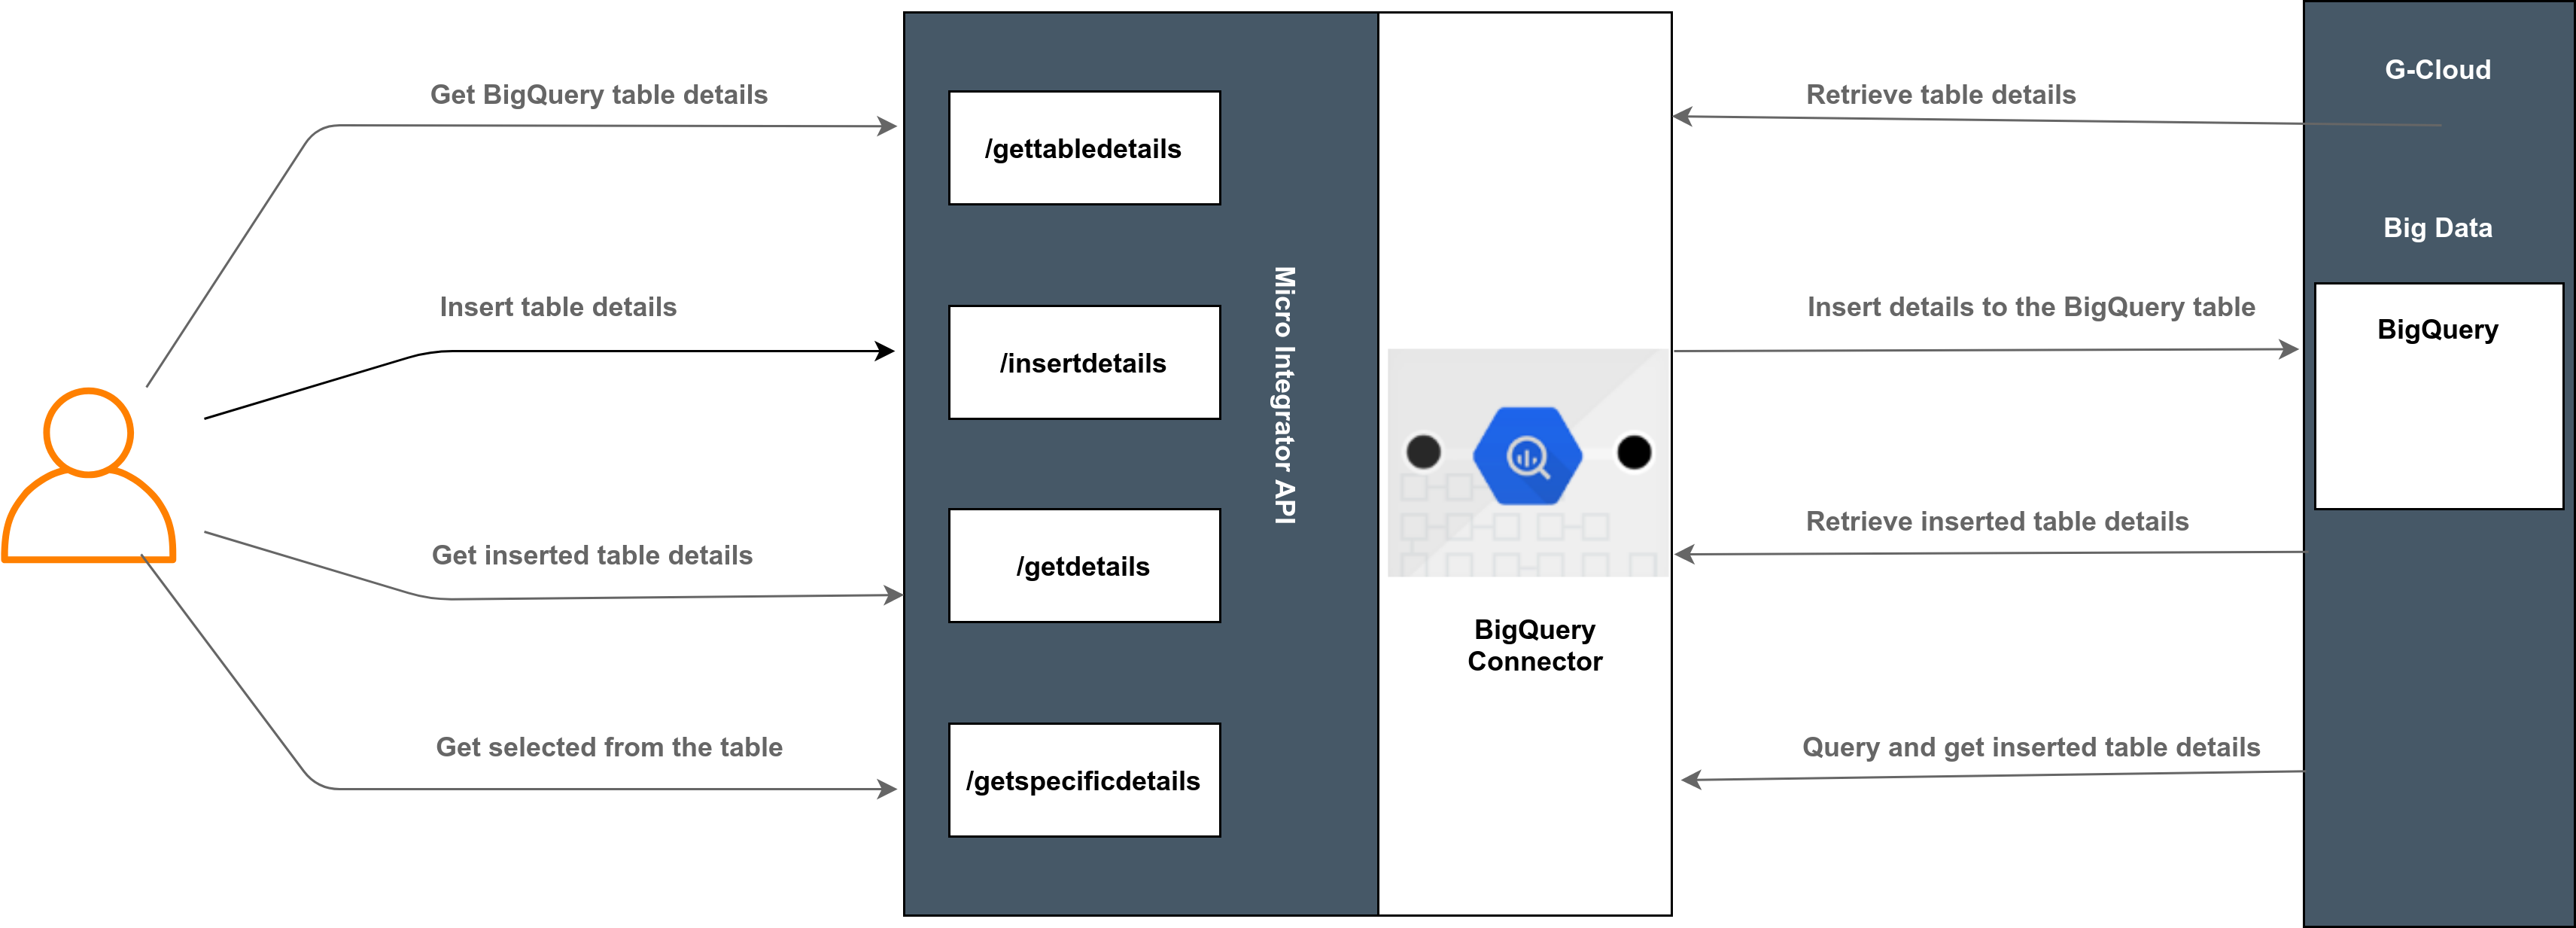 G-Cloud
Get BigQuery table details
Retrieve table details
/gettabledetails
Big Data
Insert table details
Insert details to the BigQuery table
BigQuery
/insertdetails
Micro Integrator API
Retrieve inserted table details
Get inserted table details
/getdetails
BigQuery
Connector
Get selected from the table
Query and get inserted table details
/getspecificdetails